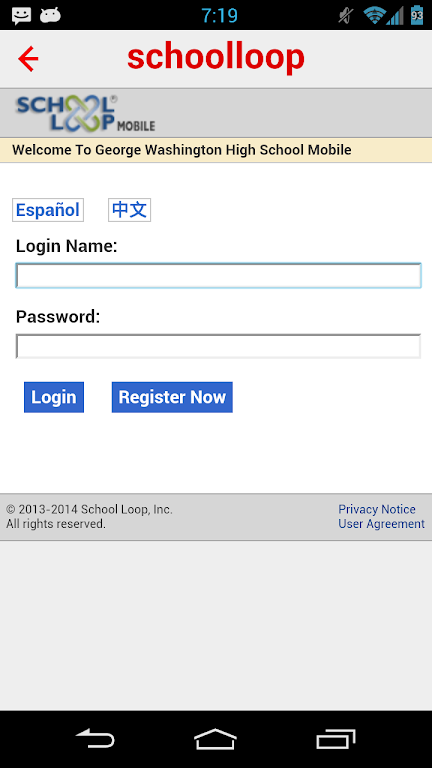 7:19
93
schoolloop
SCHOOL®
LOOP MOBILE
Welcome To George Washington High School Mobile
Español 中文
Login Name:
Password:
Login Register Now
© 2013-2014 School Loop, Inc. Privacy Notice
All rights reserved. User Agreement